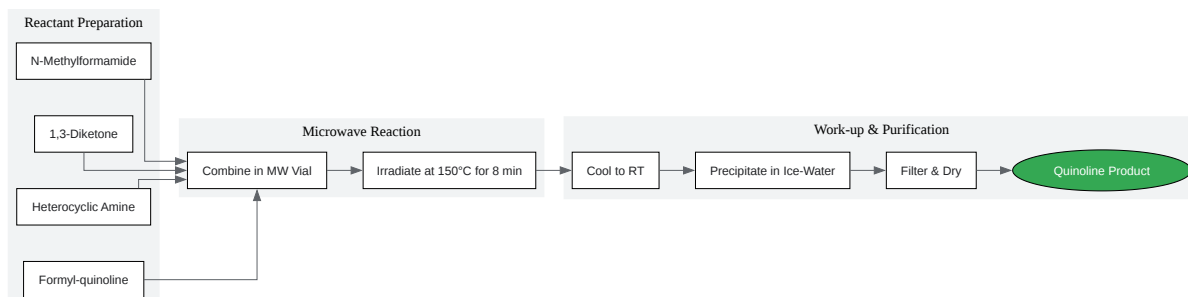 Reactant Preparation
N-Methylformamide
1,3-Diketone
Heterocyclic Amine
Formyl-quinoline
Microwave Reaction
Combine in MW Vial
Irradiate at 150°C for 8 min
Work-up & Purification
Cool to RT
Precipitate in Ice-Water
Filter & Dry
Quinoline Product